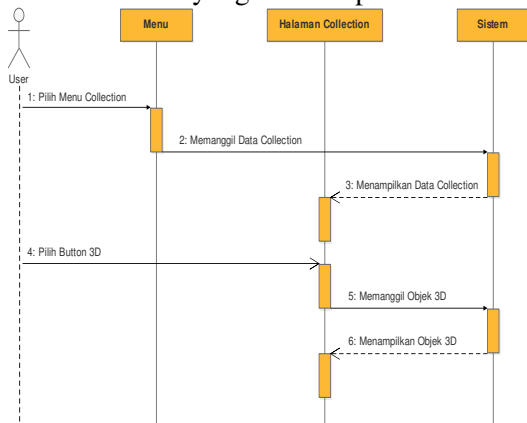 Menu
Halaman Collection
Sistem
User
1: Pilih Menu Collection
2: Memanggil Data Collection
3: Menampilkan Data Collection
4: Pilih Button 3D
5: Memanggil Objek 3D
6: Menampilkan Objek 3D